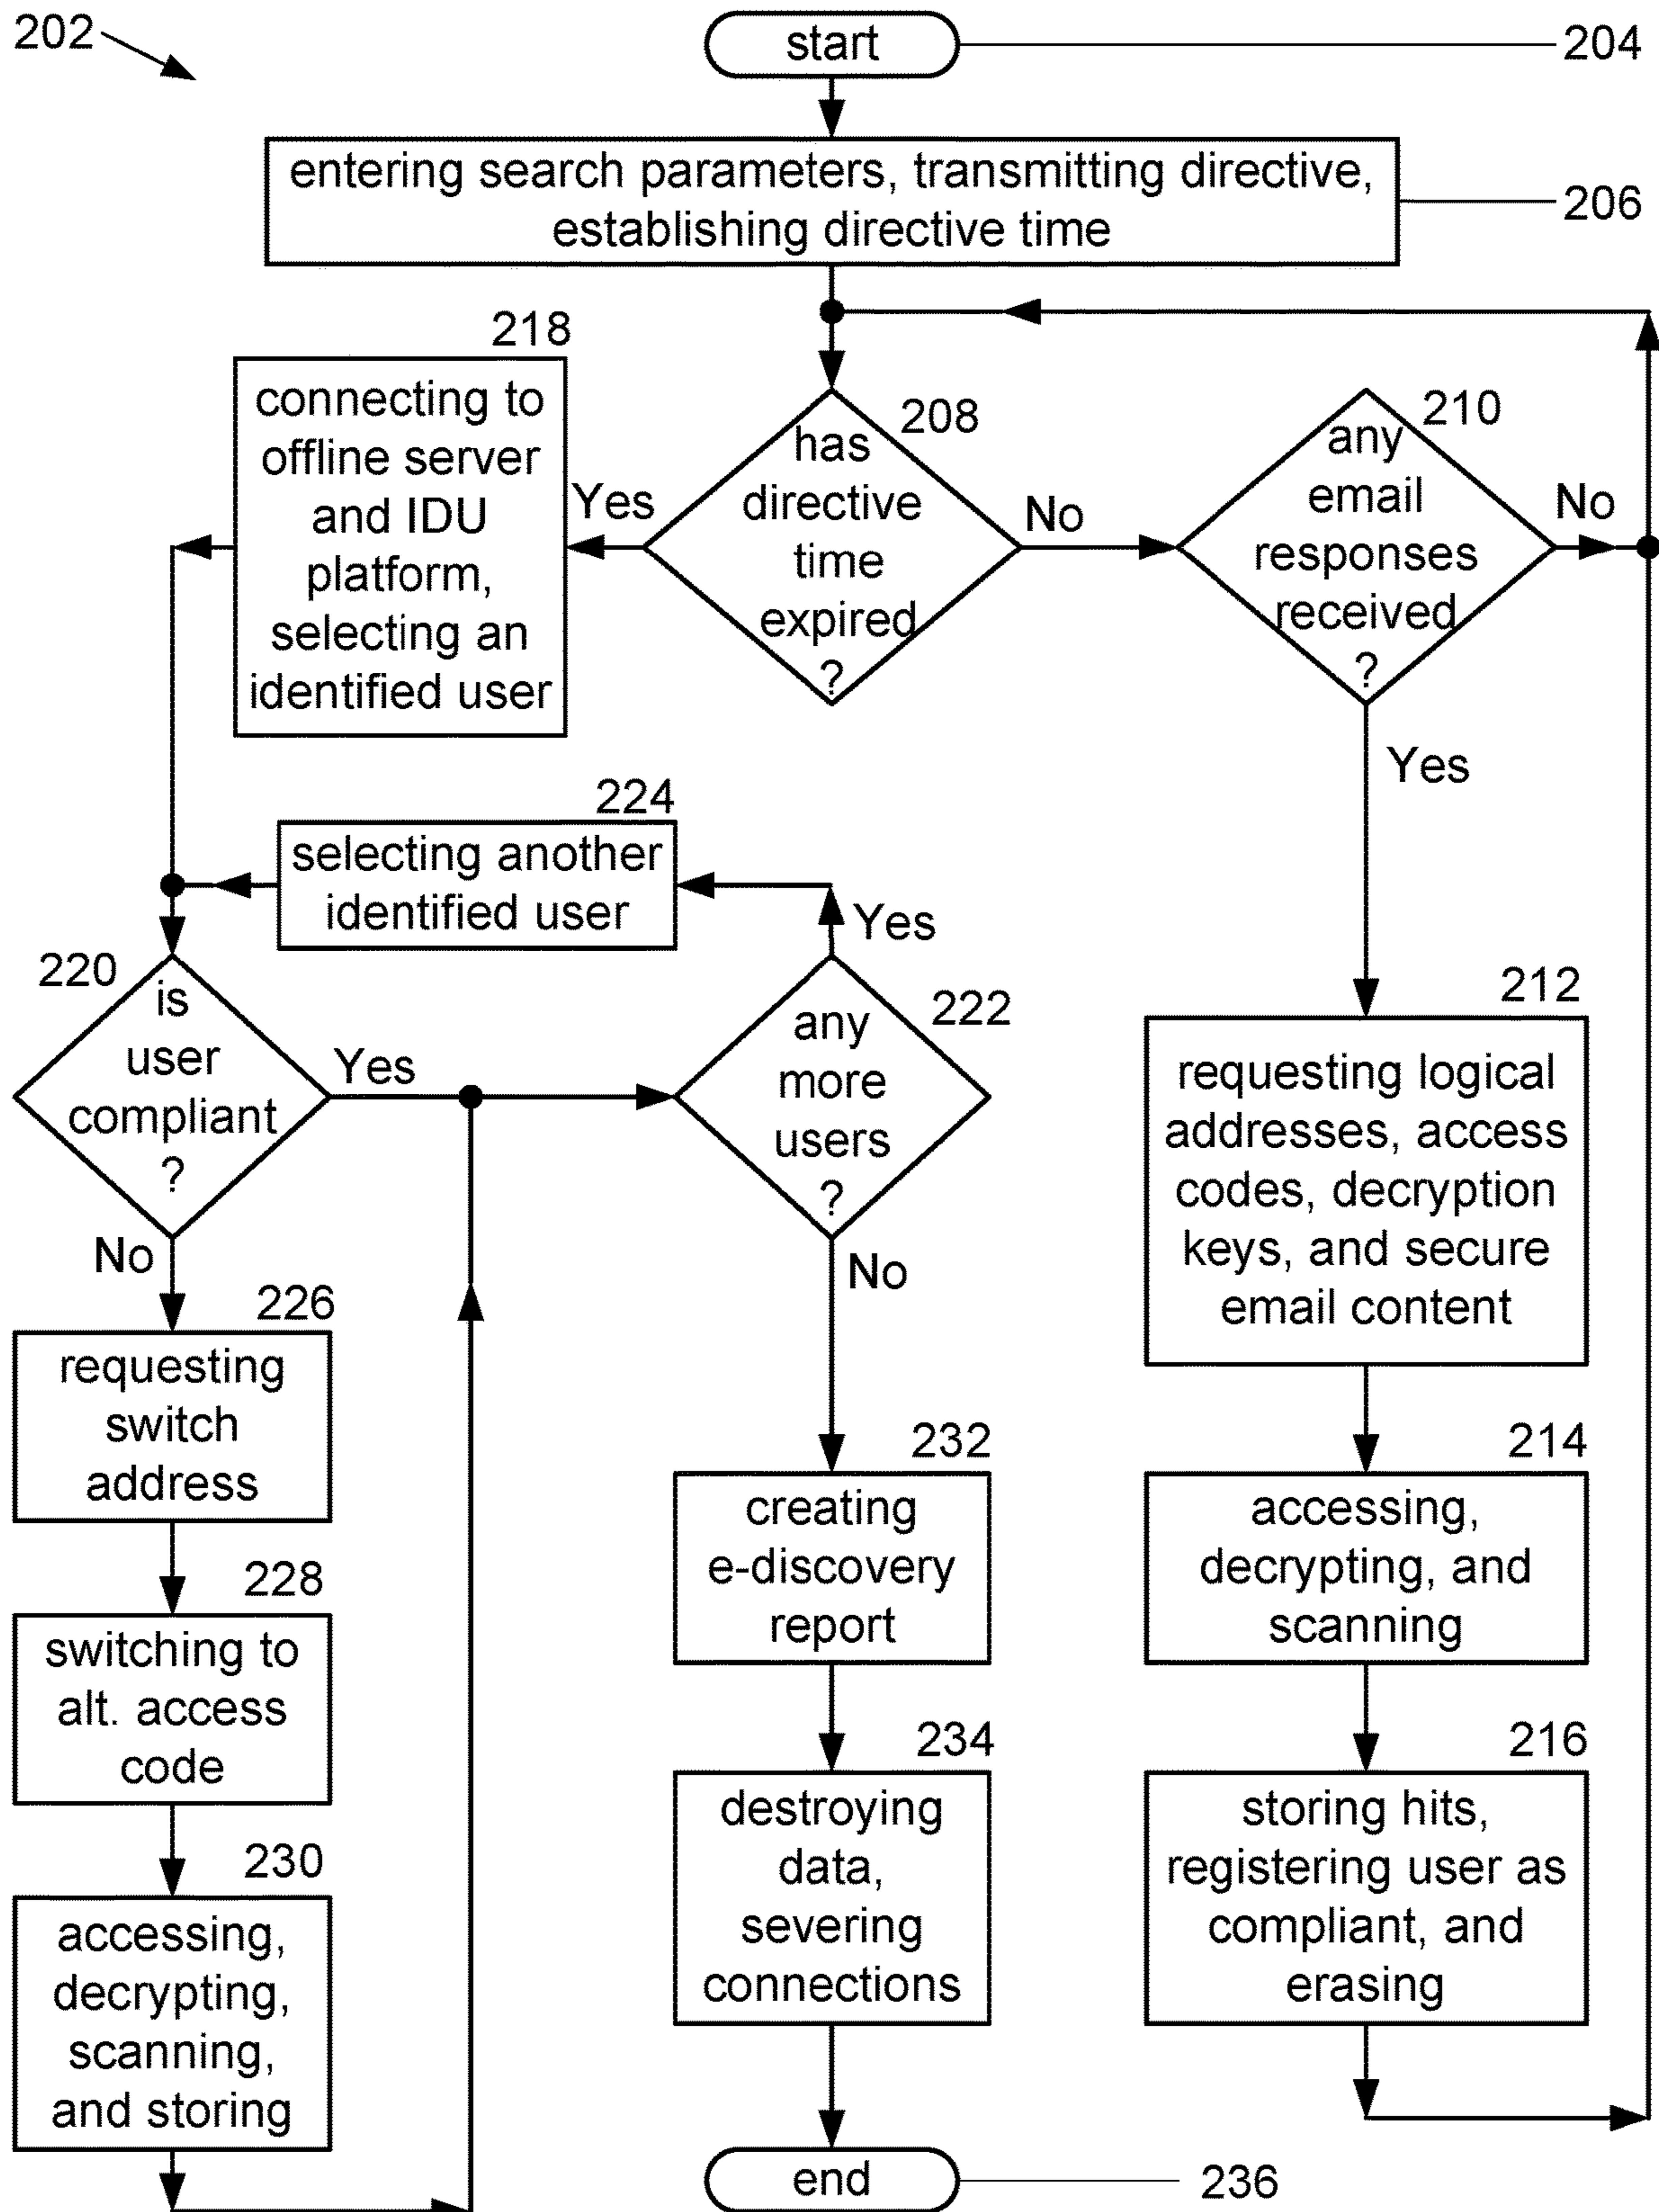 202
start
204
entering search parameters, transmitting directive,
establishing directive time
206
218
connecting to
offline server
and IDU
platform,
selecting an
identified user
Yes
208
has
directive
time
expired
?
No
210
any
email
responses
received
?
No
Yes
224
selecting another
identified user
Yes
220
is
user
compliant
?
Yes
No
222
any
more
users
?
No
212
requesting logical
addresses, access
codes, decryption
keys, and secure
email content
226
requesting
switch
address
228
switching to
alt. access
code
230
accessing,
decrypting,
scanning,
and storing
232
creating
e-discovery
report
234
destroying
data,
severing
connections
214
accessing,
decrypting, and
scanning
216
storing hits,
registering user as
compliant, and
erasing
end
236